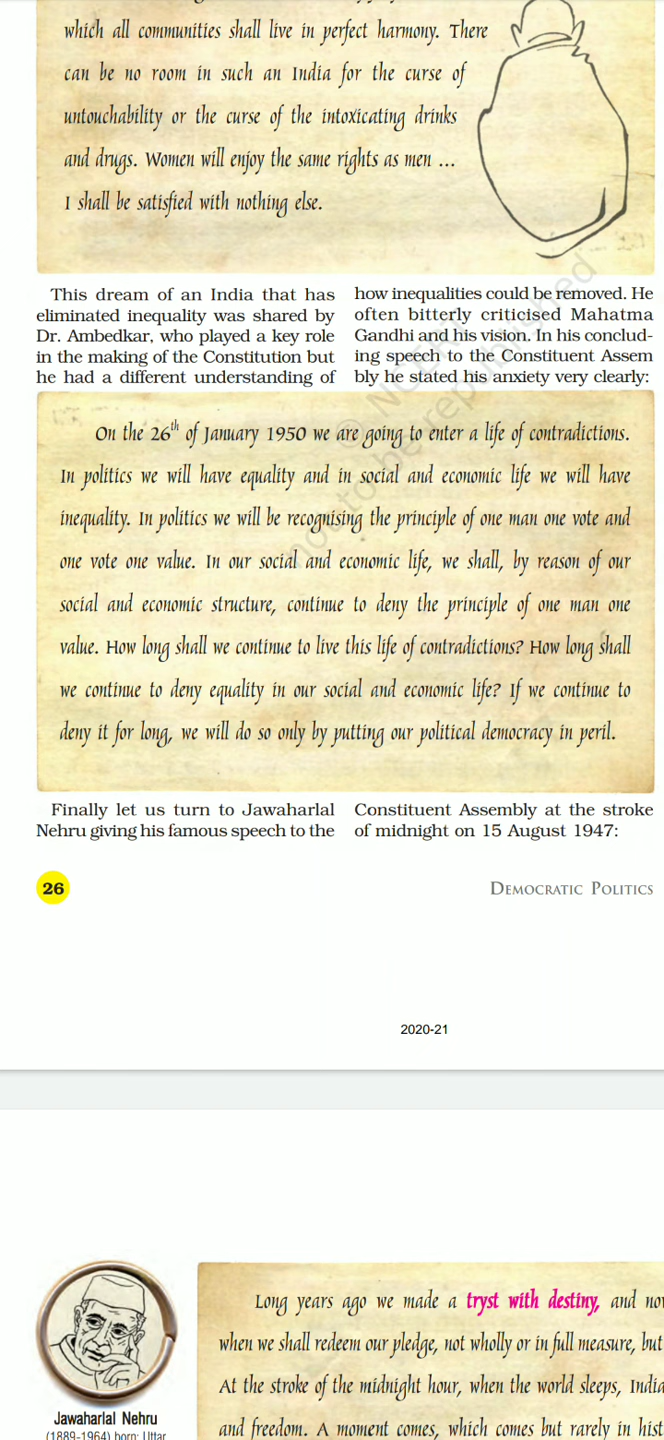 which all communities shall live in perfect harmony. There
can be no room in such an India for the curse of
untouchability or the curse of the intoxicating drinks
and drugs. Women will enjoy the same rights as men ...
I shall be satisfied with nothing else.
This dream of an India that has
eliminated inequality was shared by
Dr. Ambedkar, who played a key role
in the making of the Constitution but
he had a different understanding of
how inequalities could be removed. He
often bitterly criticised Mahatma
Gandhi and his vision. In his conclud-
ing speech to the Constituent Assem
bly he stated his anxiety very clearly:
© NCERT
not to be republished
On the 26th of January 1950 we are going to enter a life of contradictions.
In politics we will have equality and in social and economic life we will have
inequality. In politics we will be recognising the principle of one man one vote and
one vote one value. In our social and economic life, we shall, by reason of our
social and economic structure, continue to deny the principle of one man one
value. How long shall we continue to live this life of contradictions? How long shall
we continue to deny equality in our social and economic life? If we continue to
deny it for long, we will do so only by putting our political democracy in peril.
Finally let us turn to Jawaharlal
Nehru giving his famous speech to the
Constituent Assembly at the stroke
of midnight on 15 August 1947:
26
DEMOCRATIC POLITICS
2020-21
Long years ago we made a tryst with destiny, and
when we shall redeem our pledge, not wholly or in full measure, but
At the stroke of the midnight hour, when the world sleeps,
and freedom. A moment comes, which comes but rarely in
Jawaharlal Nehru
(1889-1964) born: Uttar